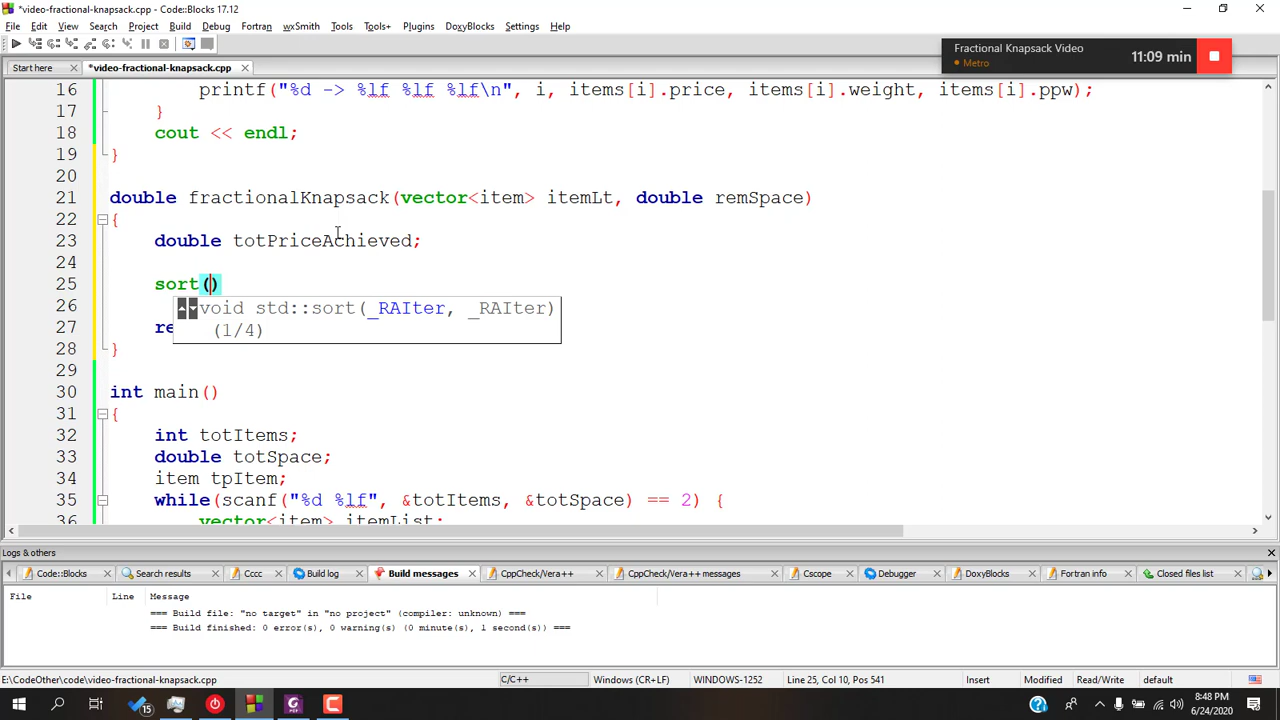 *video-fractional-knapsack.cpp - Code::Blocks 17.12
File Edit View Search Project Build Debug Fortran wxSmith Tools Tools+ Plugins DoxyBlocks Settings Help
Fractional Knapsack Video
Metro
11:09 min
Start here *video-fractional-knapsack.cpp
16 printf("%d -> %lf %lf %lf\n", i, items[i].price, items[i].weight, items[i].ppw);
17 }
18 cout << endl;
19 }
20
21 double fractionalKnapsack(vector<item> itemLt, double remSpace)
22 {
23 double totPriceAchieved;
24
25 sort()
void std::sort(_RAIter, _RAIter)
26
(1/4)
27 re
28 }
29
30 int main()
31 {
32 int totItems;
33 double totSpace;
34 item tpItem;
35 while(scanf("%d %lf", &totItems, &totSpace) == 2) {
36 vector<item> itemList;
Logs & others
Code::Blocks Search results Cccc Build log Build messages CppCheck/Vera++ CppCheck/Vera++ messages Cscope Debugger DoxyBlocks Fortran info Closed files list
File Line Message
=== Build file: "no target" in "no project" (compiler: unknown) ===
=== Build finished: 0 error(s), 0 warning(s) (0 minute(s), 1 second(s)) ===
E:\CodeOther\code\video-fractional-knapsack.cpp C/C++ Windows (CR+LF) WINDOWS-1252 Line 25, Col 10, Pos 541 Insert Modified Read/Write default
15
8:48 PM
6/24/2020